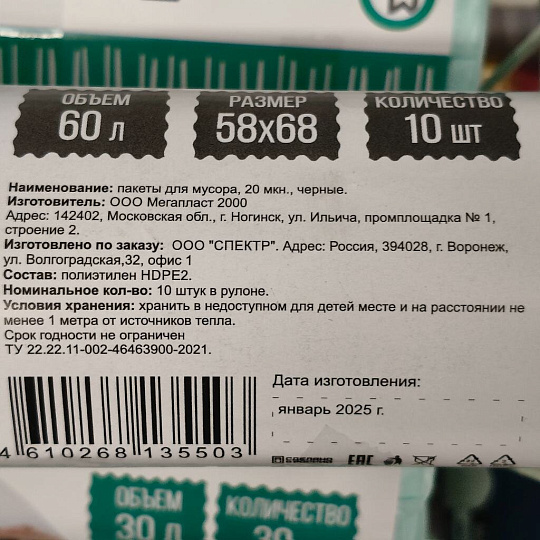 ОБЪЕМ РАЗМЕР КОЛИЧЕСТВО
60 л 58х68 10 шт
Наименование: пакеты для мусора, 20 мкн., черные.
Изготовитель: ООО Мегапласт 2000
Адрес: 142402, Московская обл., г. Ногинск, ул. Ильича, промплощадка № 1,
строение 2.
Изготовлено по заказу: ООО "СПЕКТР". Адрес: Россия, 394028, г. Воронеж,
ул. Волгоградская,32, офис 1
Состав: полиэтилен HDPE2.
Номинальное кол-во: 10 штук в рулоне.
Условия хранения: хранить в недоступном для детей месте и на расстоянии не
менее 1 метра от источников тепла.
Срок годности не ограничен
ТУ 22.22.11-002-46463900-2021.
Дата изготовления:
январь 2025 г.
4 610268 135503
EAC
ОБЪЕМ КОЛИЧЕСТВО
30 л 30